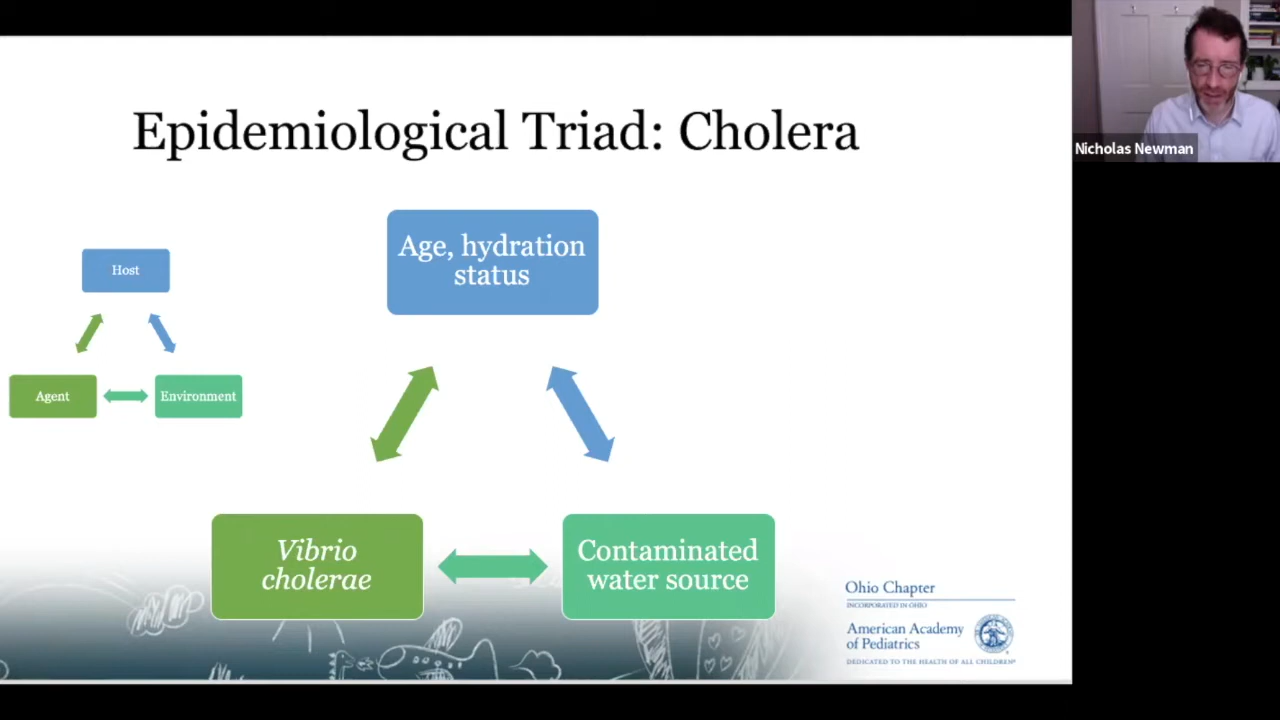 Epidemiological Triad: Cholera
Nicholas Newman
Host
Agent
Environment
Age, hydration
status
Vibrio
cholerae
Contaminated
water source
Ohio Chapter
INCORPORATED IN OHIO
American Academy
of Pediatrics
DEDICATED TO THE HEALTH OF ALL CHILDREN®